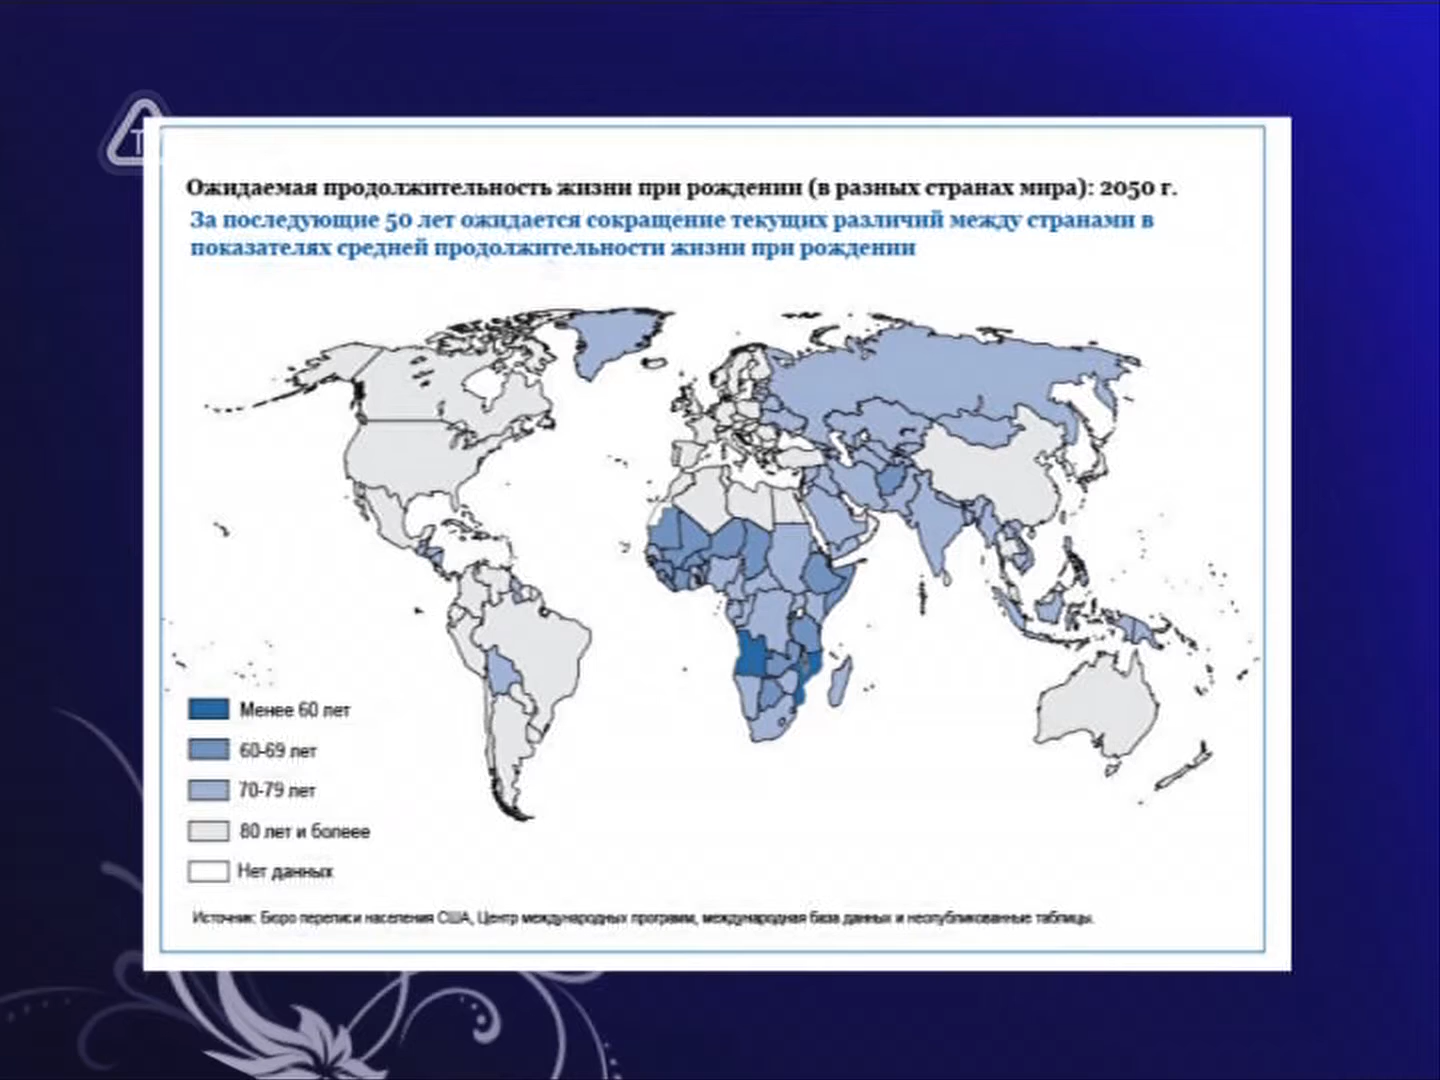 Т
Ожидаемая продолжительность жизни при рождении (в разных странах мира): 2050 г.
За последующие 50 лет ожидается сокращение текущих различий между странами в
показателях средней продолжительности жизни при рождении
Менее 60 лет
60-69 лет
70-79 лет
80 лет и болеее
Нет данных
Источник: Бюро переписи населения США, Центр международных программ, международная база данных и неопубликованные таблицы.